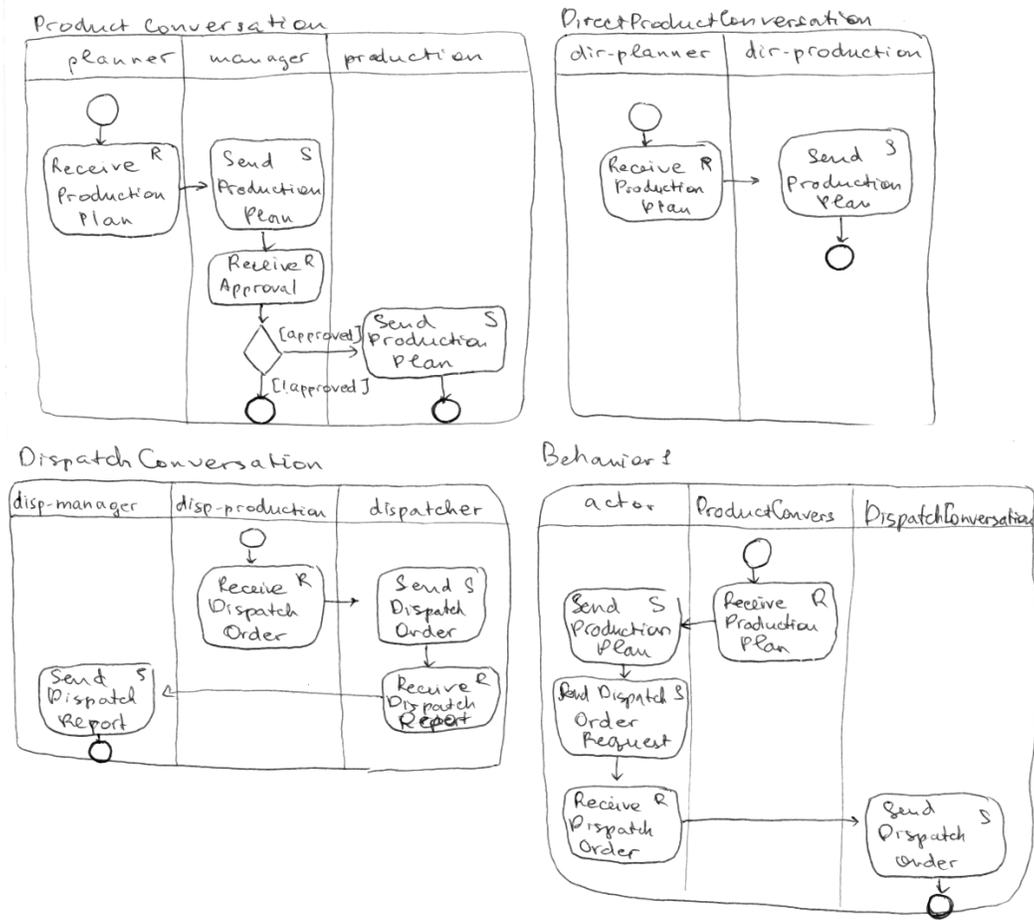 Product Conversation
planner manager production
Receive R
Production
Plan
Send S
Production
Plan
Receive R
Approval
[approved]
[!approved]
Send S
Production
Plan
DirectProductConversation
dir-planner dir-production
Receive R
Production
Plan
Send S
Production
Plan
Dispatch Conversation
disp-manager disp-production dispatcher
Receive R
Dispatch
Order
Send S
Dispatch
Order
Receive R
Dispatch
Report
Send S
Dispatch
Report
Behavior1
actor ProductConvers DispatchConversation
Receive R
Production
Plan
Send S
Production
Plan
Send Dispatch S
Order
Request
Receive R
Dispatch
Order
Send S
Dispatch
Order